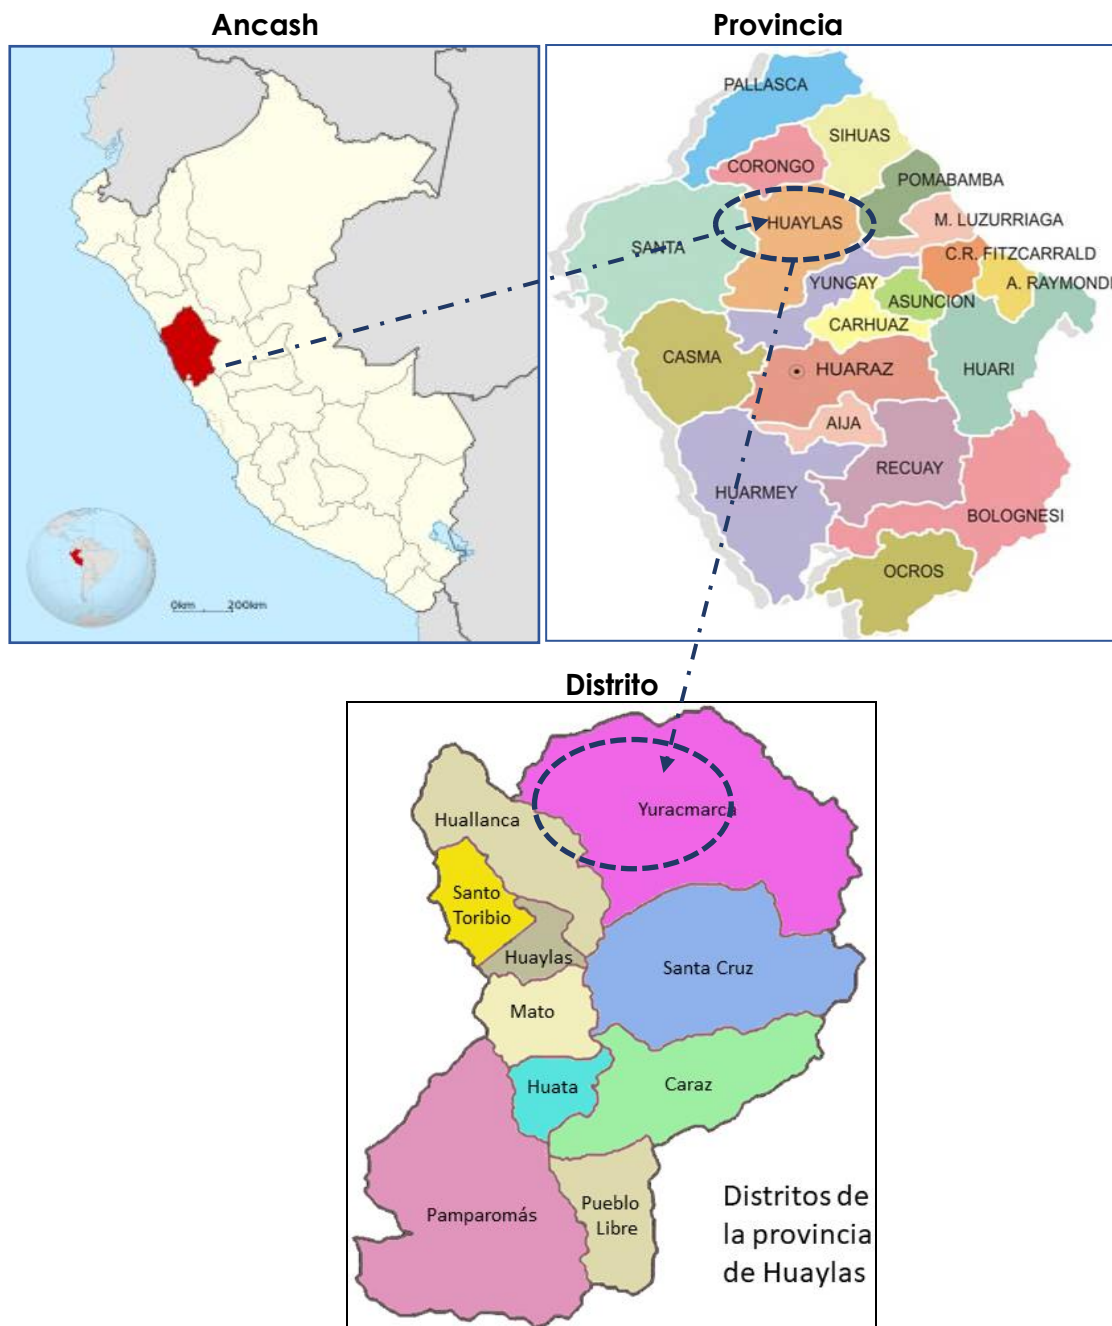 Ancash
Provincia
0km 200km
PALLASCA
SIHUAS
CORONGO
POMABAMBA
HUAYLAS
M. LUZURRIAGA
SANTA
C.R. FITZCARRALD
YUNGAY
A. RAYMONDI
ASUNCION
CARHUAZ
CASMA
HUARAZ
HUARI
AIJA
RECUAY
HUARMEY
BOLOGNESI
OCROS
Distrito
Yuracmarca
Huallanca
Santo
Toribio
Huaylas
Santa Cruz
Mato
Huata
Caraz
Pamparomás
Pueblo
Libre
Distritos de
la provincia
de Huaylas